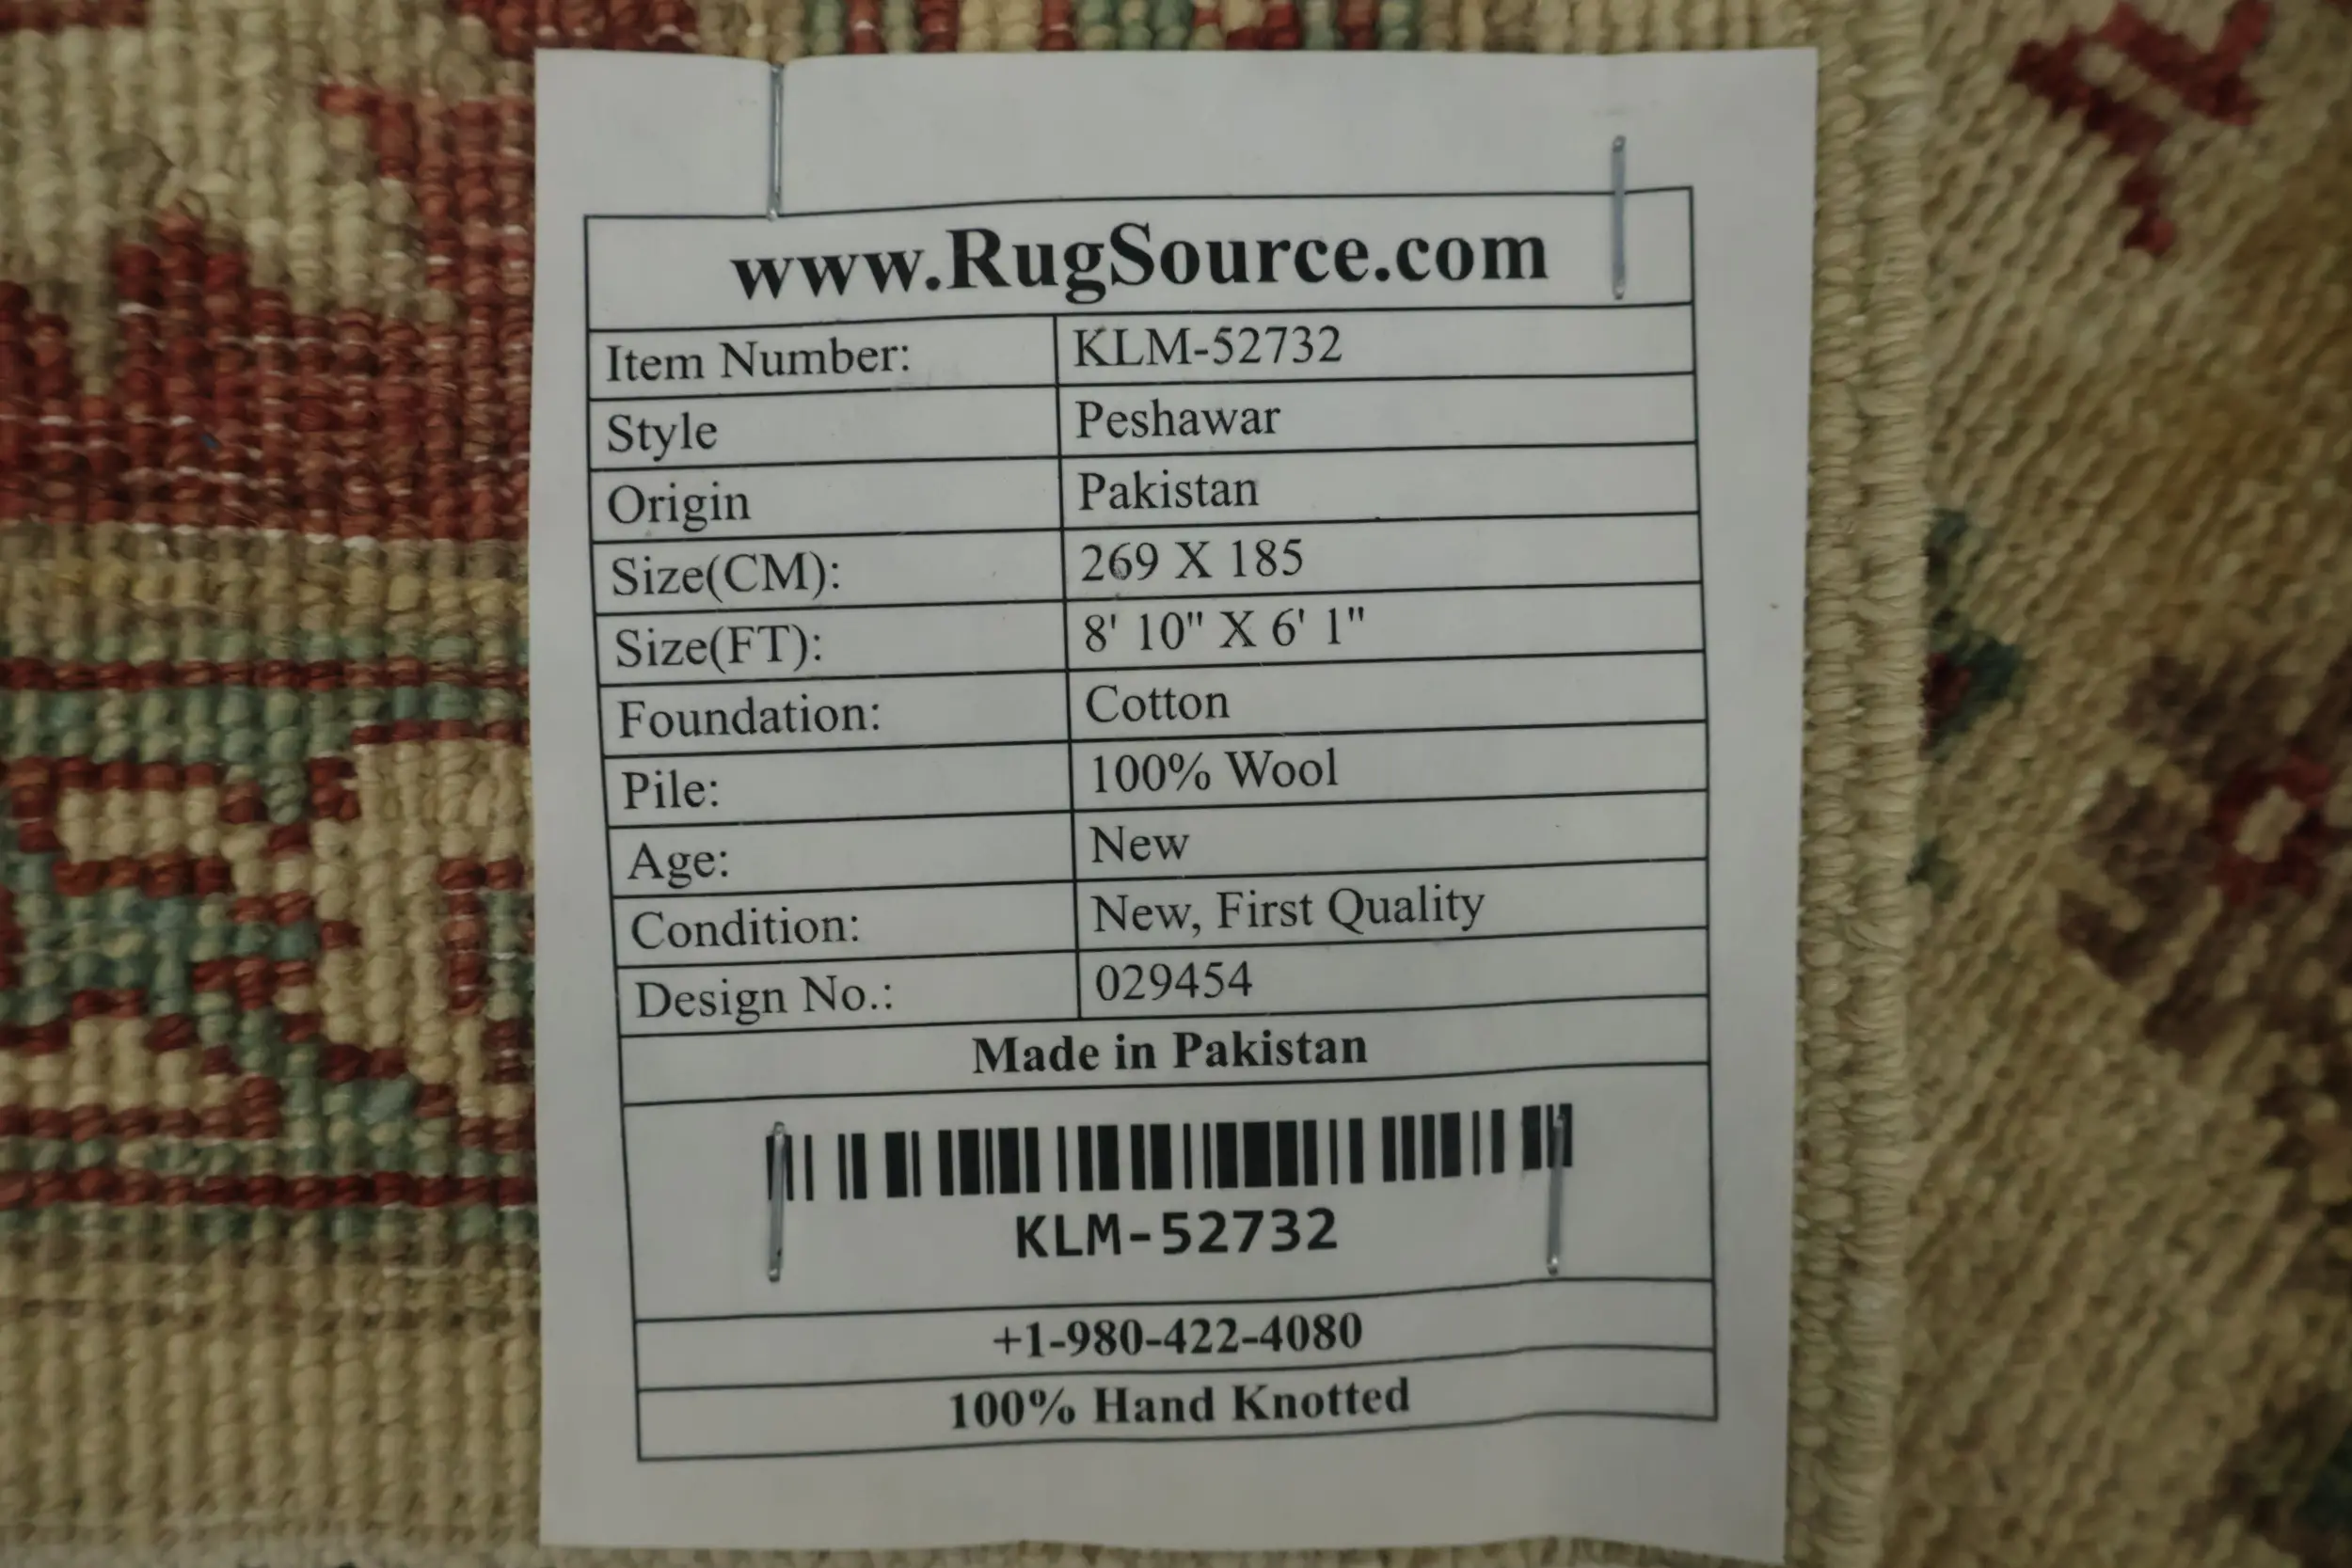 www.RugSource.com
Item Number: KLM-52732
Style Peshawar
Origin Pakistan
Size(CM): 269 X 185
Size(FT): 8' 10" X 6' 1"
Foundation: Cotton
Pile: 100% Wool
Age: New
Condition: New, First Quality
Design No.: 029454
Made in Pakistan
KLM-52732
+1-980-422-4080
100% Hand Knotted